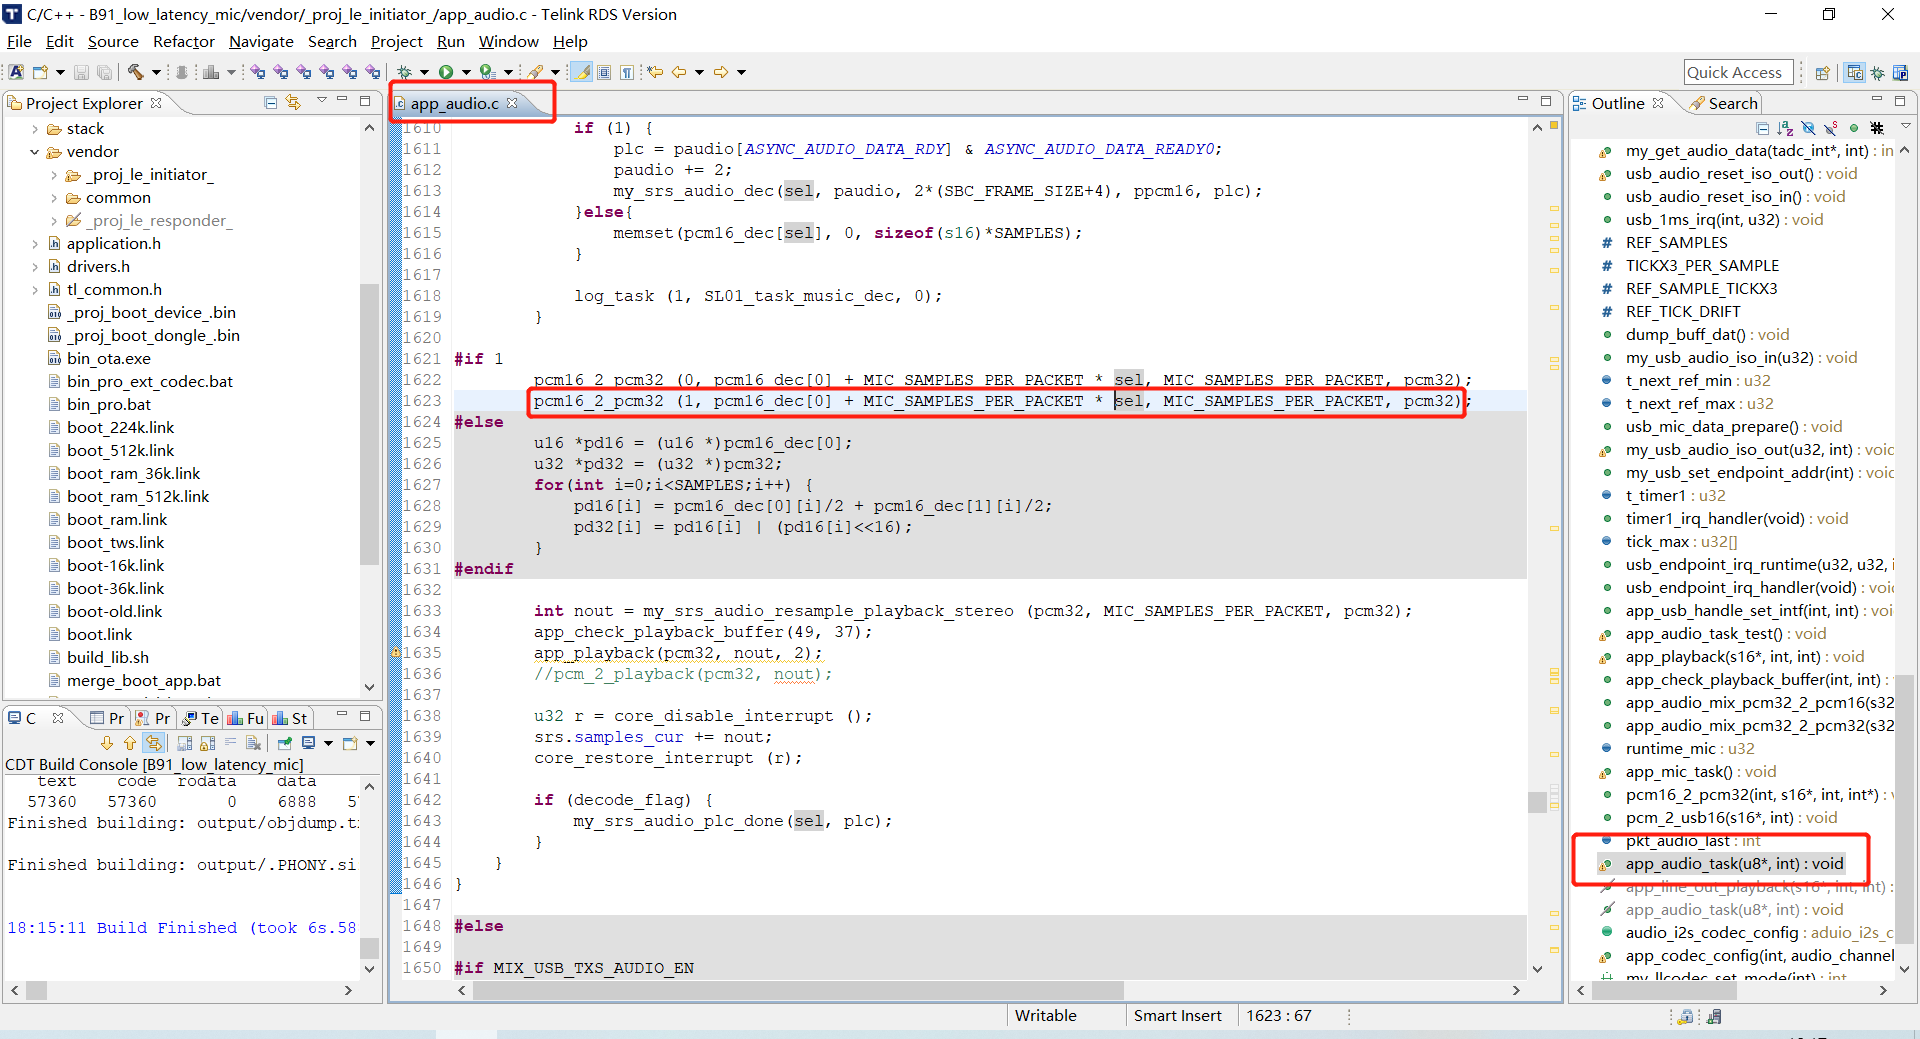 C/C++ - B91_low_latency_mic/vendor/_proj_le_initiator_/app_audio.c - Telink RDS Version
File Edit Source Refactor Navigate Search Project Run Window Help
Quick Access
Project Explorer
stack
vendor
_proj_le_initiator_
common
_proj_le_responder_
application.h
drivers.h
tl_common.h
_proj_boot_device_.bin
_proj_boot_dongle_.bin
bin_ota.exe
bin_pro_ext_codec.bat
bin_pro.bat
boot_224k.link
boot_512k.link
boot_ram_36k.link
boot_ram_512k.link
boot_ram.link
boot_tws.link
boot-16k.link
boot-36k.link
boot-old.link
boot.link
build_lib.sh
merge_boot_app.bat
C Pr Pr Te Fu St
CDT Build Console [B91_low_latency_mic]
text code rodata data
57360 57360 0 6888 5
Finished building: output/objdump.t
Finished building: output/.PHONY.si
18:15:11 Build Finished (took 6s.58
app_audio.c
1610 if (1) {
1611 plc = paudio[ASYNC_AUDIO_DATA_RDY] & ASYNC_AUDIO_DATA_READY0;
1612 paudio += 2;
1613 my_srs_audio_dec(sel, paudio, 2*(SBC_FRAME_SIZE+4), ppcm16, plc);
1614 }else{
1615 memset(pcm16_dec[sel], 0, sizeof(s16)*SAMPLES);
1616 }
1617
1618 log_task (1, SL01_task_music_dec, 0);
1619 }
1620
1621 #if 1
1622 pcm16_2_pcm32 (0, pcm16_dec[0] + MIC_SAMPLES_PER_PACKET * sel, MIC_SAMPLES_PER_PACKET, pcm32);
1623 pcm16_2_pcm32 (1, pcm16_dec[0] + MIC_SAMPLES_PER_PACKET * sel, MIC_SAMPLES_PER_PACKET, pcm32);
1624 #else
1625 u16 *pd16 = (u16 *)pcm16_dec[0];
1626 u32 *pd32 = (u32 *)pcm32;
1627 for(int i=0;i<SAMPLES;i++) {
1628 pd16[i] = pcm16_dec[0][i]/2 + pcm16_dec[1][i]/2;
1629 pd32[i] = pd16[i] | (pd16[i]<<16);
1630 }
1631 #endif
1632
1633 int nout = my_srs_audio_resample_playback_stereo (pcm32, MIC_SAMPLES_PER_PACKET, pcm32);
1634 app_check_playback_buffer(49, 37);
1635 app_playback(pcm32, nout, 2);
1636 //pcm_2_playback(pcm32, nout);
1637
1638 u32 r = core_disable_interrupt ();
1639 srs.samples_cur += nout;
1640 core_restore_interrupt (r);
1641
1642 if (decode_flag) {
1643 my_srs_audio_plc_done(sel, plc);
1644 }
1645 }
1646 }
1647
1648 #else
1649
1650 #if MIX_USB_TXS_AUDIO_EN
Outline Search
my_get_audio_data(tadc_int*, int) : in
usb_audio_reset_iso_out() : void
usb_audio_reset_iso_in() : void
usb_1ms_irq(int, u32) : void
# REF_SAMPLES
# TICKX3_PER_SAMPLE
# REF_SAMPLE_TICKX3
# REF_TICK_DRIFT
dump_buff_dat() : void
my_usb_audio_iso_in(u32) : void
t_next_ref_min : u32
t_next_ref_max : u32
usb_mic_data_prepare() : void
my_usb_audio_iso_out(u32, int) : voic
my_usb_set_endpoint_addr(int) : voic
t_timer1 : u32
timer1_irq_handler(void) : void
tick_max : u32[]
usb_endpoint_irq_runtime(u32, u32, i
usb_endpoint_irq_handler(void) : voic
app_usb_handle_set_intf(int, int) : voi
app_audio_task_test() : void
app_playback(s16*, int, int) : void
app_check_playback_buffer(int, int) :
app_audio_mix_pcm32_2_pcm16(s32
app_audio_mix_pcm32_2_pcm32(s32
runtime_mic : u32
app_mic_task() : void
pcm16_2_pcm32(int, s16*, int, int*) :
pcm_2_usb16(s16*, int) : void
pkt_audio_last : int
app_audio_task(u8*, int) : void
app_line_out_playback(s16*, int, int) :
app_audio_task(u8*, int) : void
audio_i2s_codec_config : aduio_i2s_c
app_codec_config(int, audio_channel
my_llcodec_set_mode(int) : int
Writable Smart Insert 1623 : 67